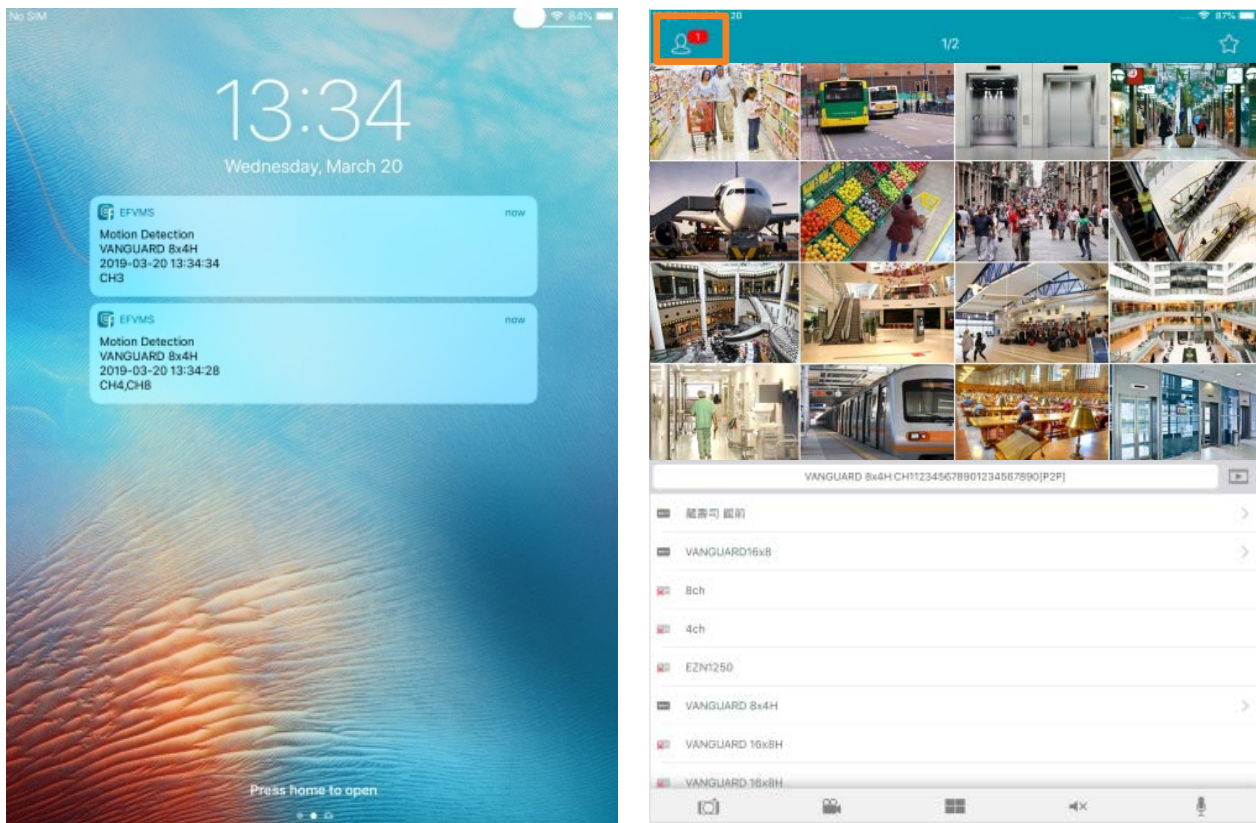 No SIM
84%
13:34
Wednesday, March 20
EFVMS now
Motion Detection
VANGUARD 8x4H
2019-03-20 13:34:34
CH3
EFVMS now
Motion Detection
VANGUARD 8x4H
2019-03-20 13:34:28
CH4,CH8
Press home to open
20
87%
1
1/2
VANGUARD 8x4H:CH112345678901234567890[P2P]
VANGUARD16x8
8ch
4ch
EZN1250
VANGUARD 8x4H
VANGUARD 16x8H
VANGUARD 16x8H